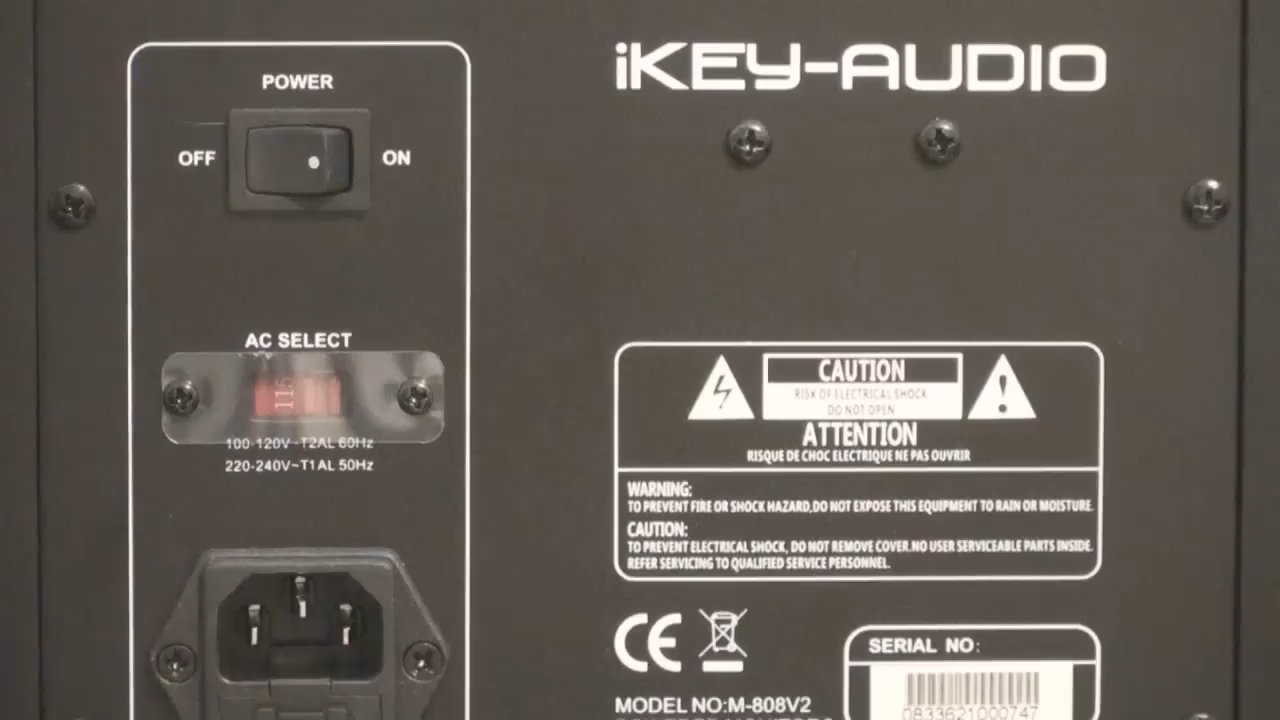 POWER
OFF
ON
AC SELECT
115
100-120V~T2AL 60Hz
220-240V~T1AL 50Hz
iKEY-AUDIO
CAUTION
RISK OF ELECTRICAL SHOCK
DO NOT OPEN
ATTENTION
RISQUE DE CHOC ELECTRIQUE NE PAS OUVRIR
WARNING:
TO PREVENT FIRE OR SHOCK HAZARD,DO NOT EXPOSE THIS EQUIPMENT TO RAIN OR MOISTURE.
CAUTION:
TO PREVENT ELECTRICAL SHOCK, DO NOT REMOVE COVER.NO USER SERVICEABLE PARTS INSIDE.
REFER SERVICING TO QUALIFIED SERVICE PERSONNEL.
CE
SERIAL NO:
0833621000747
MODEL NO:M-808V2